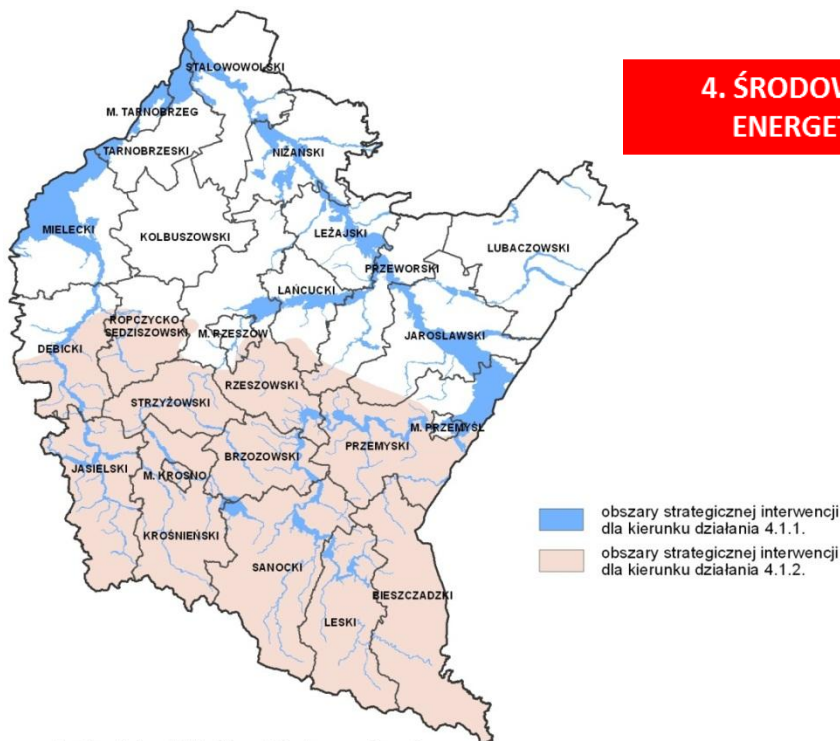 4. ŚRODOW
ENERGET
STALOWOWOLSKI
M. TARNOBRZEG
TARNOBRZESKI
NIŻAŃSKI
MIELECKI
KOLBUSZOWSKI
LEŻAJSKI
LUBACZOWSKI
PRZEWORSKI
ŁAŃCUCKI
ROPCZYCKO-
SĘDZISZOWSKI
M. RZESZÓW
JAROSŁAWSKI
DĘBICKI
RZESZOWSKI
STRZYŻOWSKI
M. PRZEMYŚL
PRZEMYSKI
JASIELSKI
M. KROSNO
BRZOZOWSKI
KROŚNIEŃSKI
SANOCKI
BIESZCZADZKI
LESKI
obszary strategicznej interwencji
dla kierunku działania 4.1.1.
obszary strategicznej interwencji
dla kierunku działania 4.1.2.